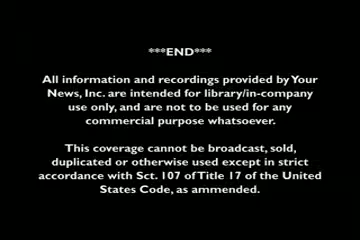 ***END***
All information and recordings provided by Your
News, Inc. are intended for library/in-company
use only, and are not to be used for any
commercial purpose whatsoever.
This coverage cannot be broadcast, sold,
duplicated or otherwise used except in strict
accordance with Sct. 107 of Title 17 of the United
States Code, as ammended.